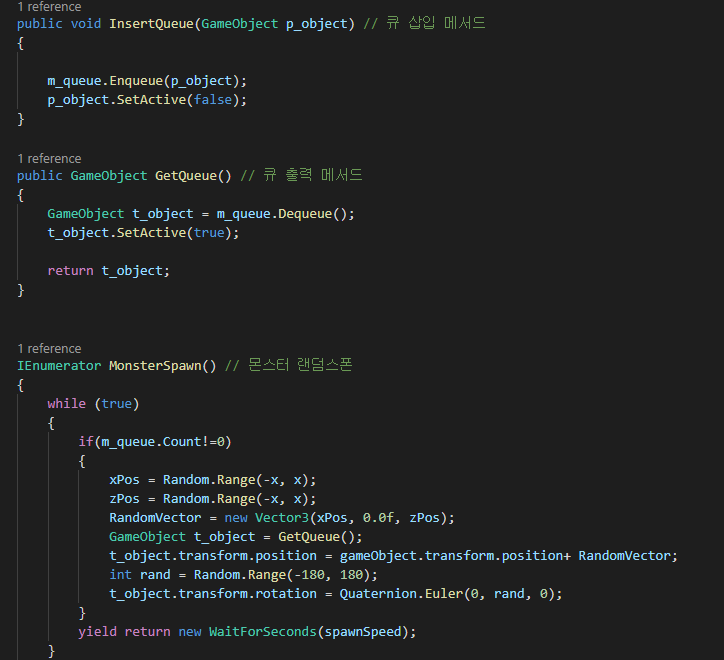 1 reference
public void InsertQueue(GameObject p_object) // 큐 삽입 메서드
{
m_queue.Enqueue(p_object);
p_object.SetActive(false);
}
1 reference
public GameObject GetQueue() // 큐 출력 메서드
{
GameObject t_object = m_queue.Dequeue();
t_object.SetActive(true);
return t_object;
}
1 reference
IEnumerator MonsterSpawn() // 몬스터 랜덤스폰
{
while (true)
{
if(m_queue.Count!=0)
{
xPos = Random.Range(-x, x);
zPos = Random.Range(-x, x);
RandomVector = new Vector3(xPos, 0.0f, zPos);
GameObject t_object = GetQueue();
t_object.transform.position = gameObject.transform.position+ RandomVector;
int rand = Random.Range(-180, 180);
t_object.transform.rotation = Quaternion.Euler(0, rand, 0);
}
yield return new WaitForSeconds(spawnSpeed);
}